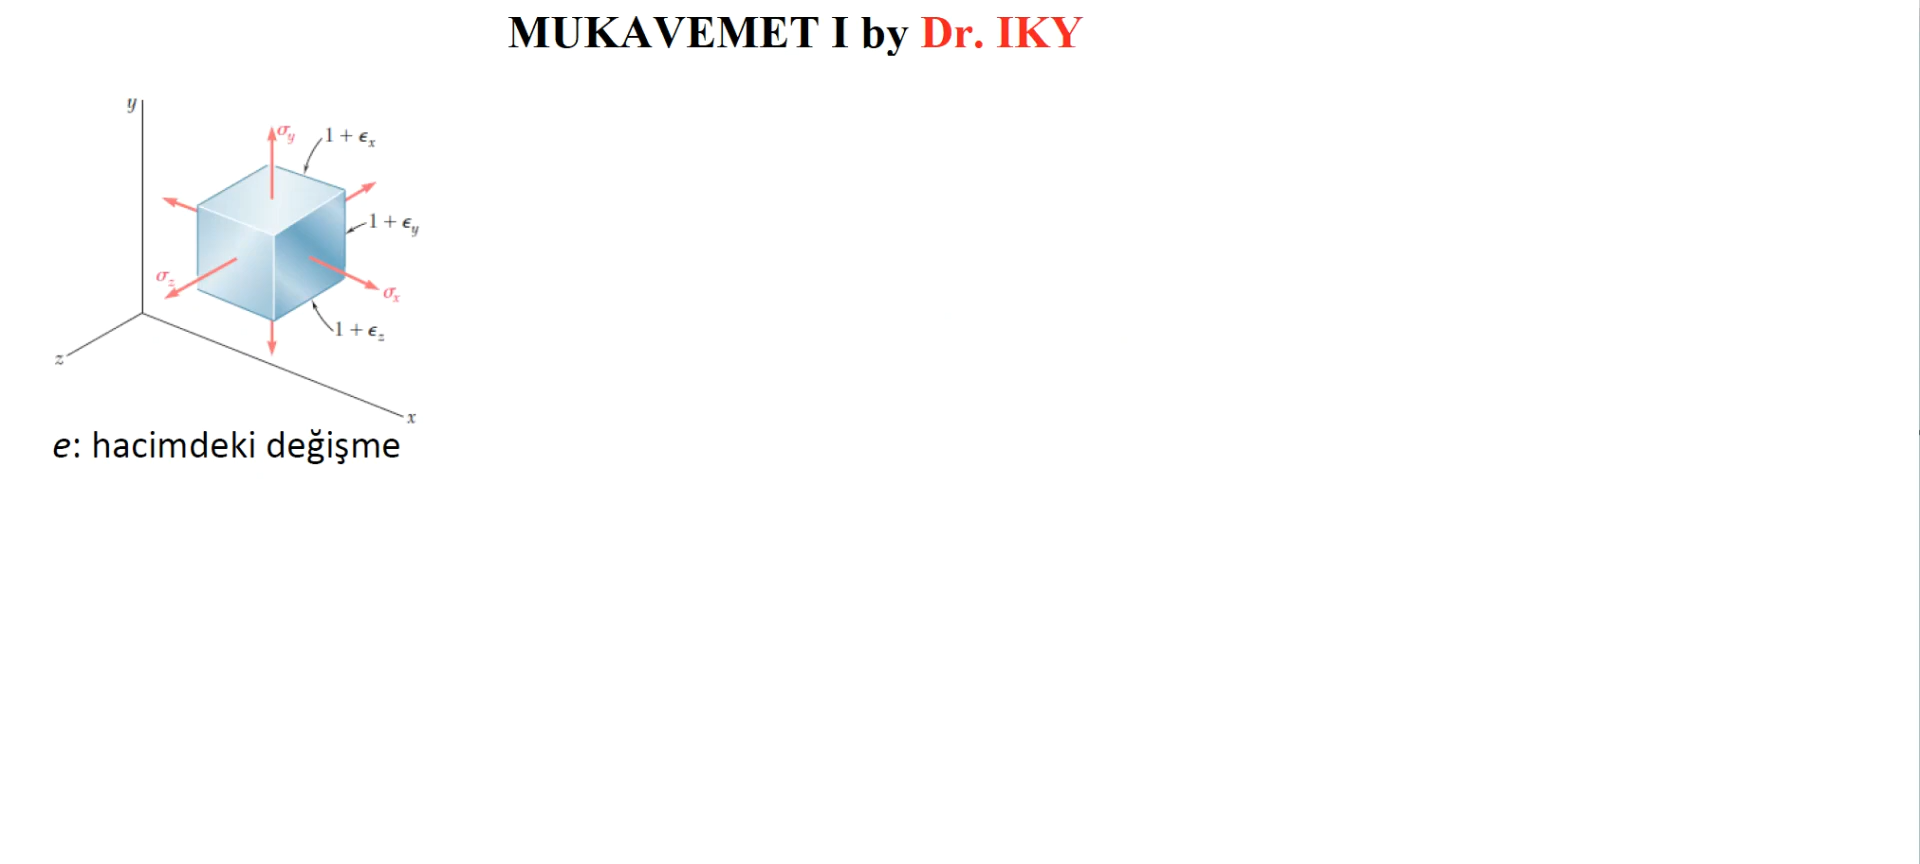 MUKAVEMET I by Dr. IKY
y
σy
1 + ϵx
1 + ϵy
σz
σx
1 + ϵz
z
x
e: hacimdeki değişme